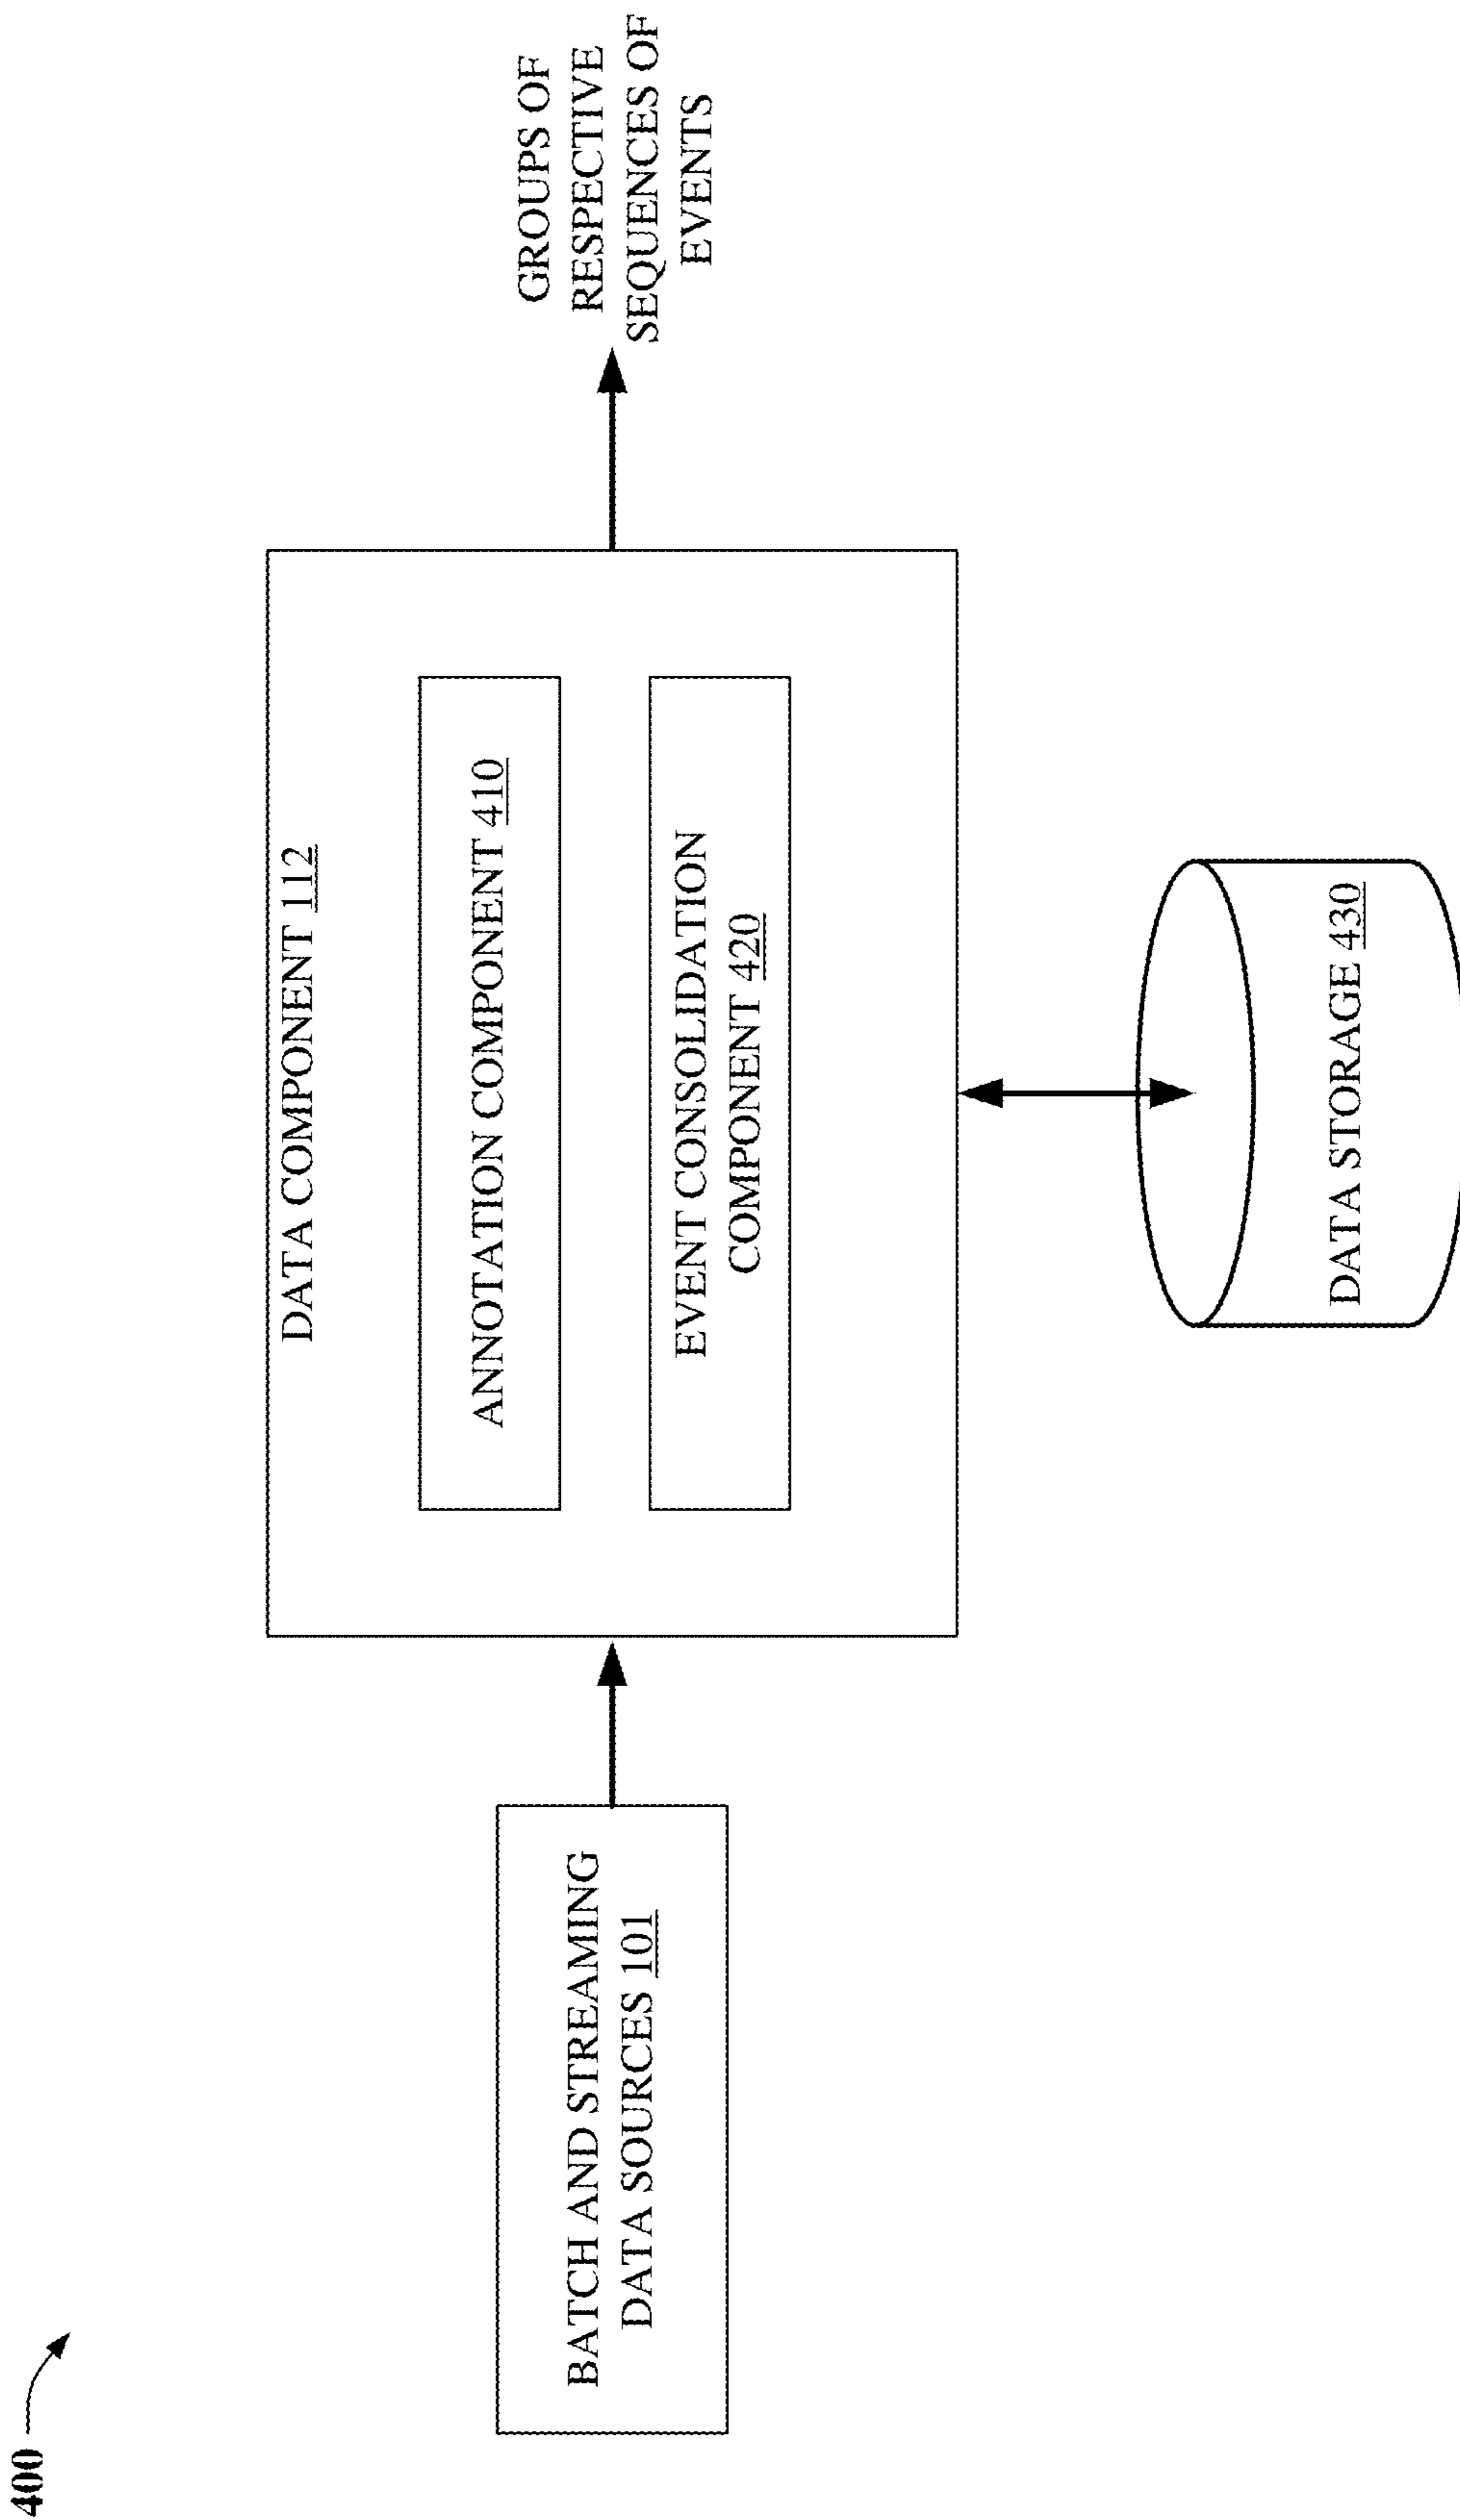 400
BATCH AND STREAMING
DATA SOURCES 101
DATA COMPONENT 112
ANNOTATION COMPONENT 410
EVENT CONSOLIDATION
COMPONENT 420
DATA STORAGE 430
GROUPS OF
RESPECTIVE
SEQUENCES OF
EVENTS